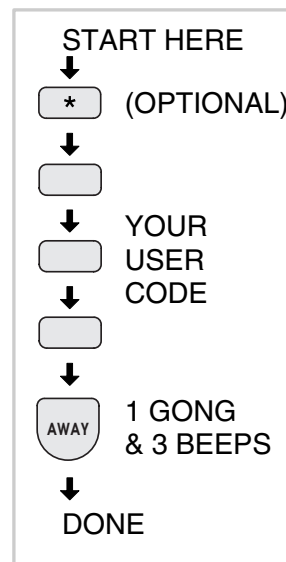 START HERE
* (OPTIONAL)
YOUR
USER
CODE
AWAY
1 GONG
& 3 BEEPS
DONE